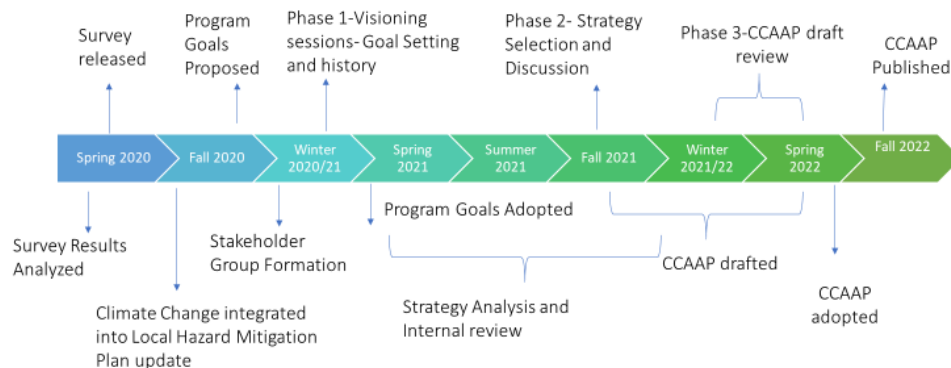 Survey
released
Program
Goals
Proposed
Phase 1-Visioning
sessions- Goal Setting
and history
Phase 2- Strategy
Selection and
Discussion
Phase 3-CCAAP draft
review
CCAAP
Published
Spring 2020
Fall 2020
Winter
2020/21
Spring
2021
Summer
2021
Fall 2021
Winter
2021/22
Spring
2022
Fall 2022
Survey Results
Analyzed
Climate Change integrated
into Local Hazard Mitigation
Plan update
Stakeholder
Group Formation
Program Goals Adopted
Strategy Analysis and
Internal review
CCAAP drafted
CCAAP
adopted